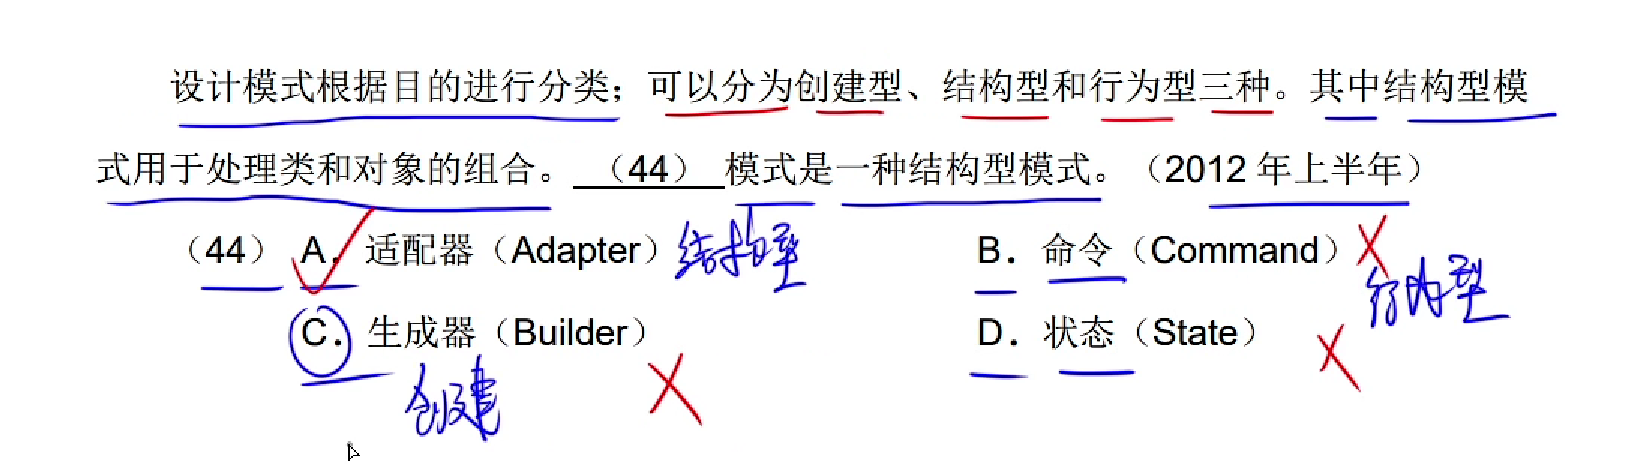 设计模式根据目的进行分类；可以分为创建型、结构型和行为型三种。其中结构型模
式用于处理类和对象的组合。（44）模式是一种结构型模式。（2012 年上半年）
（44） A． 适配器（Adapter） 结构型 B．命令（Command） 行为型
C．生成器（Builder） D．状态（State）
创建